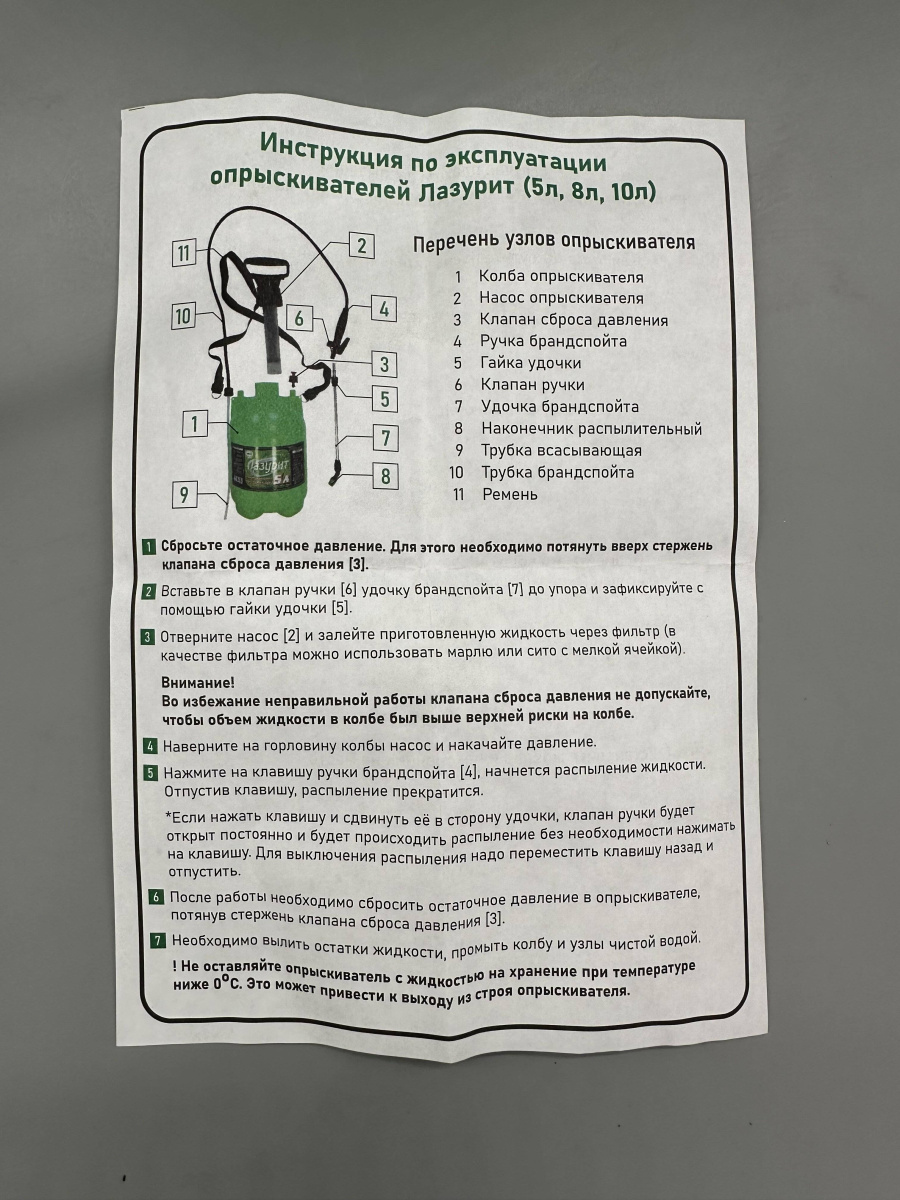 Инструкция по эксплуатации
опрыскивателей Лазурит (5л, 8л, 10л)
Перечень узлов опрыскивателя
1 Колба опрыскивателя
2 Насос опрыскивателя
3 Клапан сброса давления
4 Ручка брандспойта
5 Гайка удочки
6 Клапан ручки
7 Удочка брандспойта
8 Наконечник распылительный
9 Трубка всасывающая
10 Трубка брандспойта
11 Ремень
11
2
10
6
4
3
5
1
7
8
9
Лазурит
5л
1 Сбросьте остаточное давление. Для этого необходимо потянуть вверх стержень
клапана сброса давления [3].
2 Вставьте в клапан ручки [6] удочку брандспойта [7] до упора и зафиксируйте с
помощью гайки удочки [5].
3 Отверните насос [2] и залейте приготовленную жидкость через фильтр (в
качестве фильтра можно использовать марлю или сито с мелкой ячейкой).
Внимание!
Во избежание неправильной работы клапана сброса давления не допускайте,
чтобы объем жидкости в колбе был выше верхней риски на колбе.
4 Наверните на горловину колбы насос и накачайте давление.
5 Нажмите на клавишу ручки брандспойта [4], начнется распыление жидкости.
Отпустив клавишу, распыление прекратится.
*Если нажать клавишу и сдвинуть её в сторону удочки, клапан ручки будет
открыт постоянно и будет происходить распыление без необходимости нажимать
на клавишу. Для выключения распыления надо переместить клавишу назад и
отпустить.
6 После работы необходимо сбросить остаточное давление в опрыскивателе,
потянув стержень клапана сброса давления [3].
7 Необходимо вылить остатки жидкости, промыть колбу и узлы чистой водой.
! Не оставляйте опрыскиватель с жидкостью на хранение при температуре
ниже 0°С. Это может привести к выходу из строя опрыскивателя.